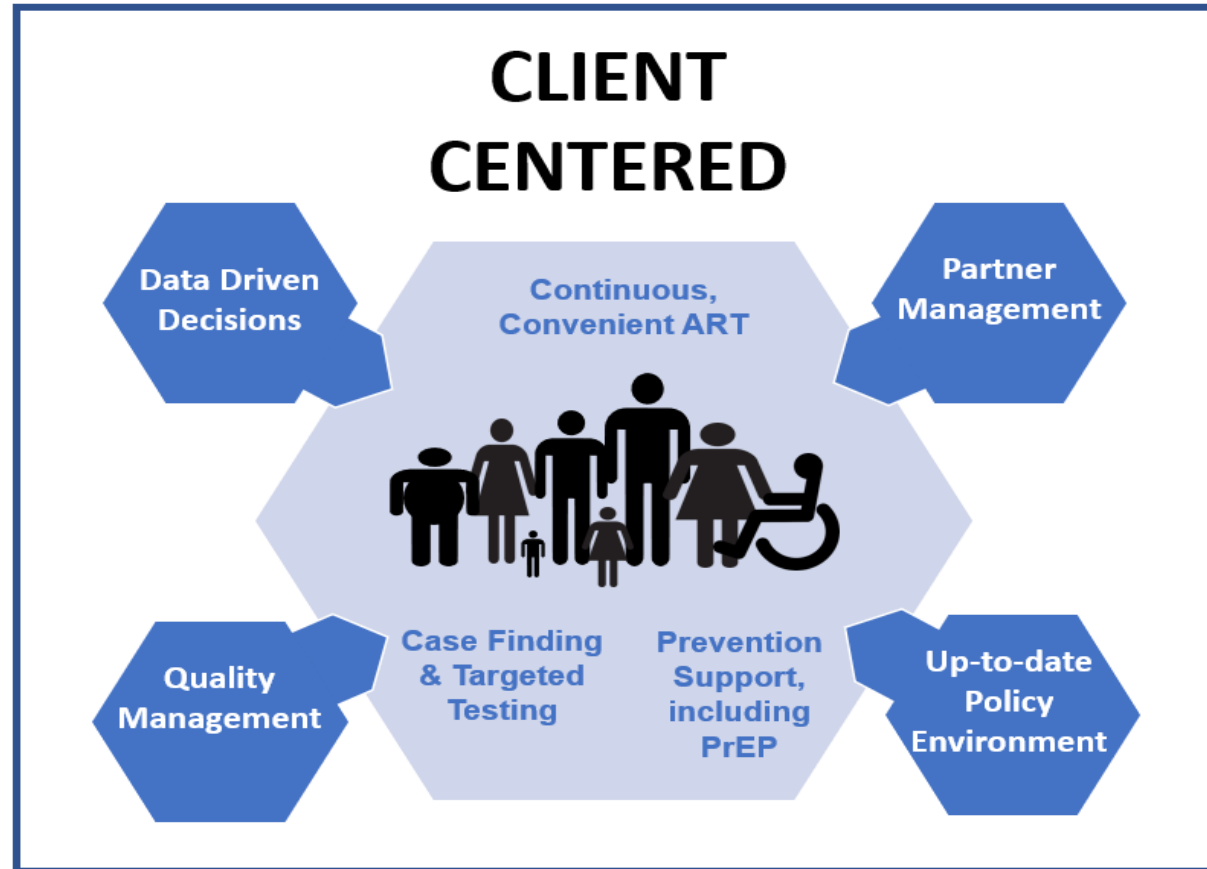 CLIENT
CENTERED
Data Driven
Decisions
Continuous,
Convenient ART
Partner
Management
Quality
Management
Case Finding
& Targeted
Testing
Prevention
Support,
including
PrEP
Up-to-date
Policy
Environment